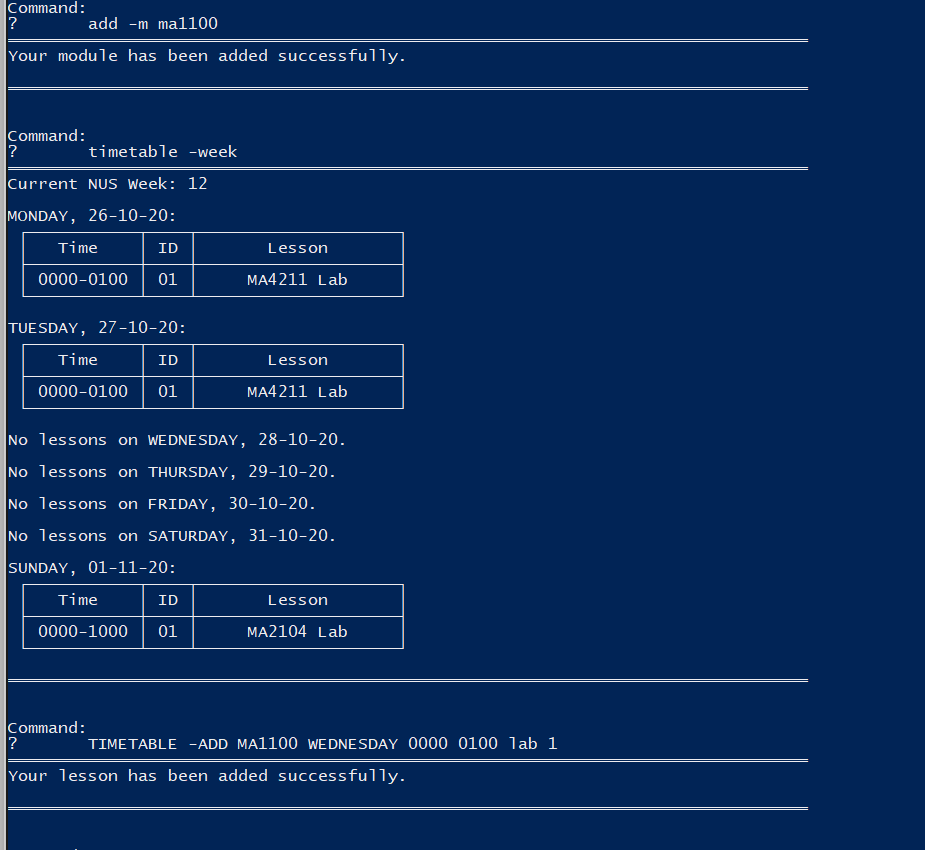 Command:
?       add -m ma1100
Your module has been added successfully.
Command:
?       timetable -week
Current NUS Week: 12
MONDAY, 26-10-20:
Time ID Lesson
0000-0100 01 MA4211 Lab
TUESDAY, 27-10-20:
Time ID Lesson
0000-0100 01 MA4211 Lab
No lessons on WEDNESDAY, 28-10-20.
No lessons on THURSDAY, 29-10-20.
No lessons on FRIDAY, 30-10-20.
No lessons on SATURDAY, 31-10-20.
SUNDAY, 01-11-20:
Time ID Lesson
0000-1000 01 MA2104 Lab
Command:
?       TIMETABLE -ADD MA1100 WEDNESDAY 0000 0100 lab 1
Your lesson has been added successfully.